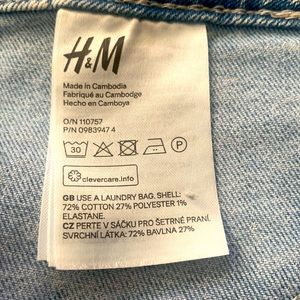 H&M
Made in Cambodia
Fabriqué au Cambodge
Hecho en Camboya
O/N 110757
P/N 0983947 4
30 P
clevercare.info
GB USE A LAUNDRY BAG. SHELL:
72% COTTON 27% POLYESTER 1%
ELASTANE.
CZ PERTE V SÁČKU PRO ŠETRNÉ PRANÍ.
SVRCHNÍ LÁTKA: 72% BAVLNA 27%